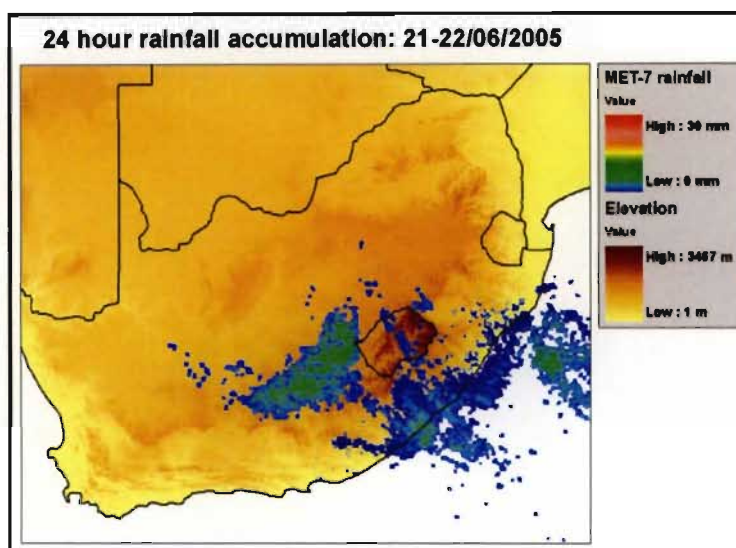 24 hour rainfall accumulation: 21-22/06/2005
MET-7 rainfall
Value
High : 30 mm
Low : 0 mm
Elevation
Value
High : 3467 m
Low : 1 m